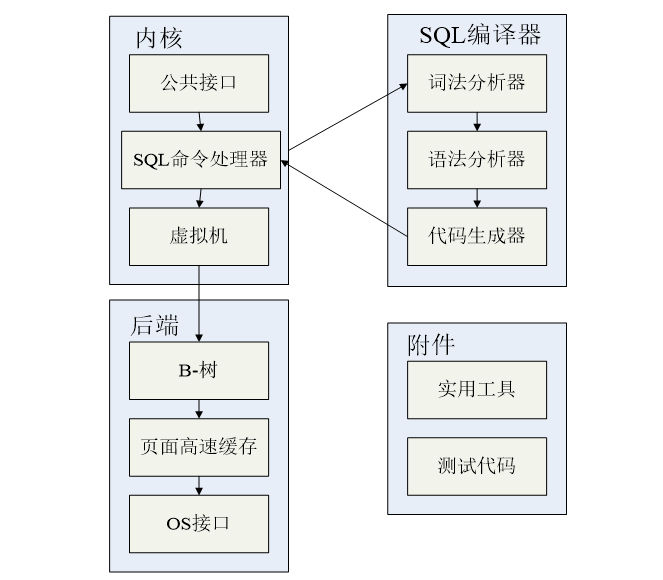 内核
公共接口
SQL命令处理器
虚拟机
SQL编译器
词法分析器
语法分析器
代码生成器
后端
B-树
页面高速缓存
OS接口
附件
实用工具
测试代码